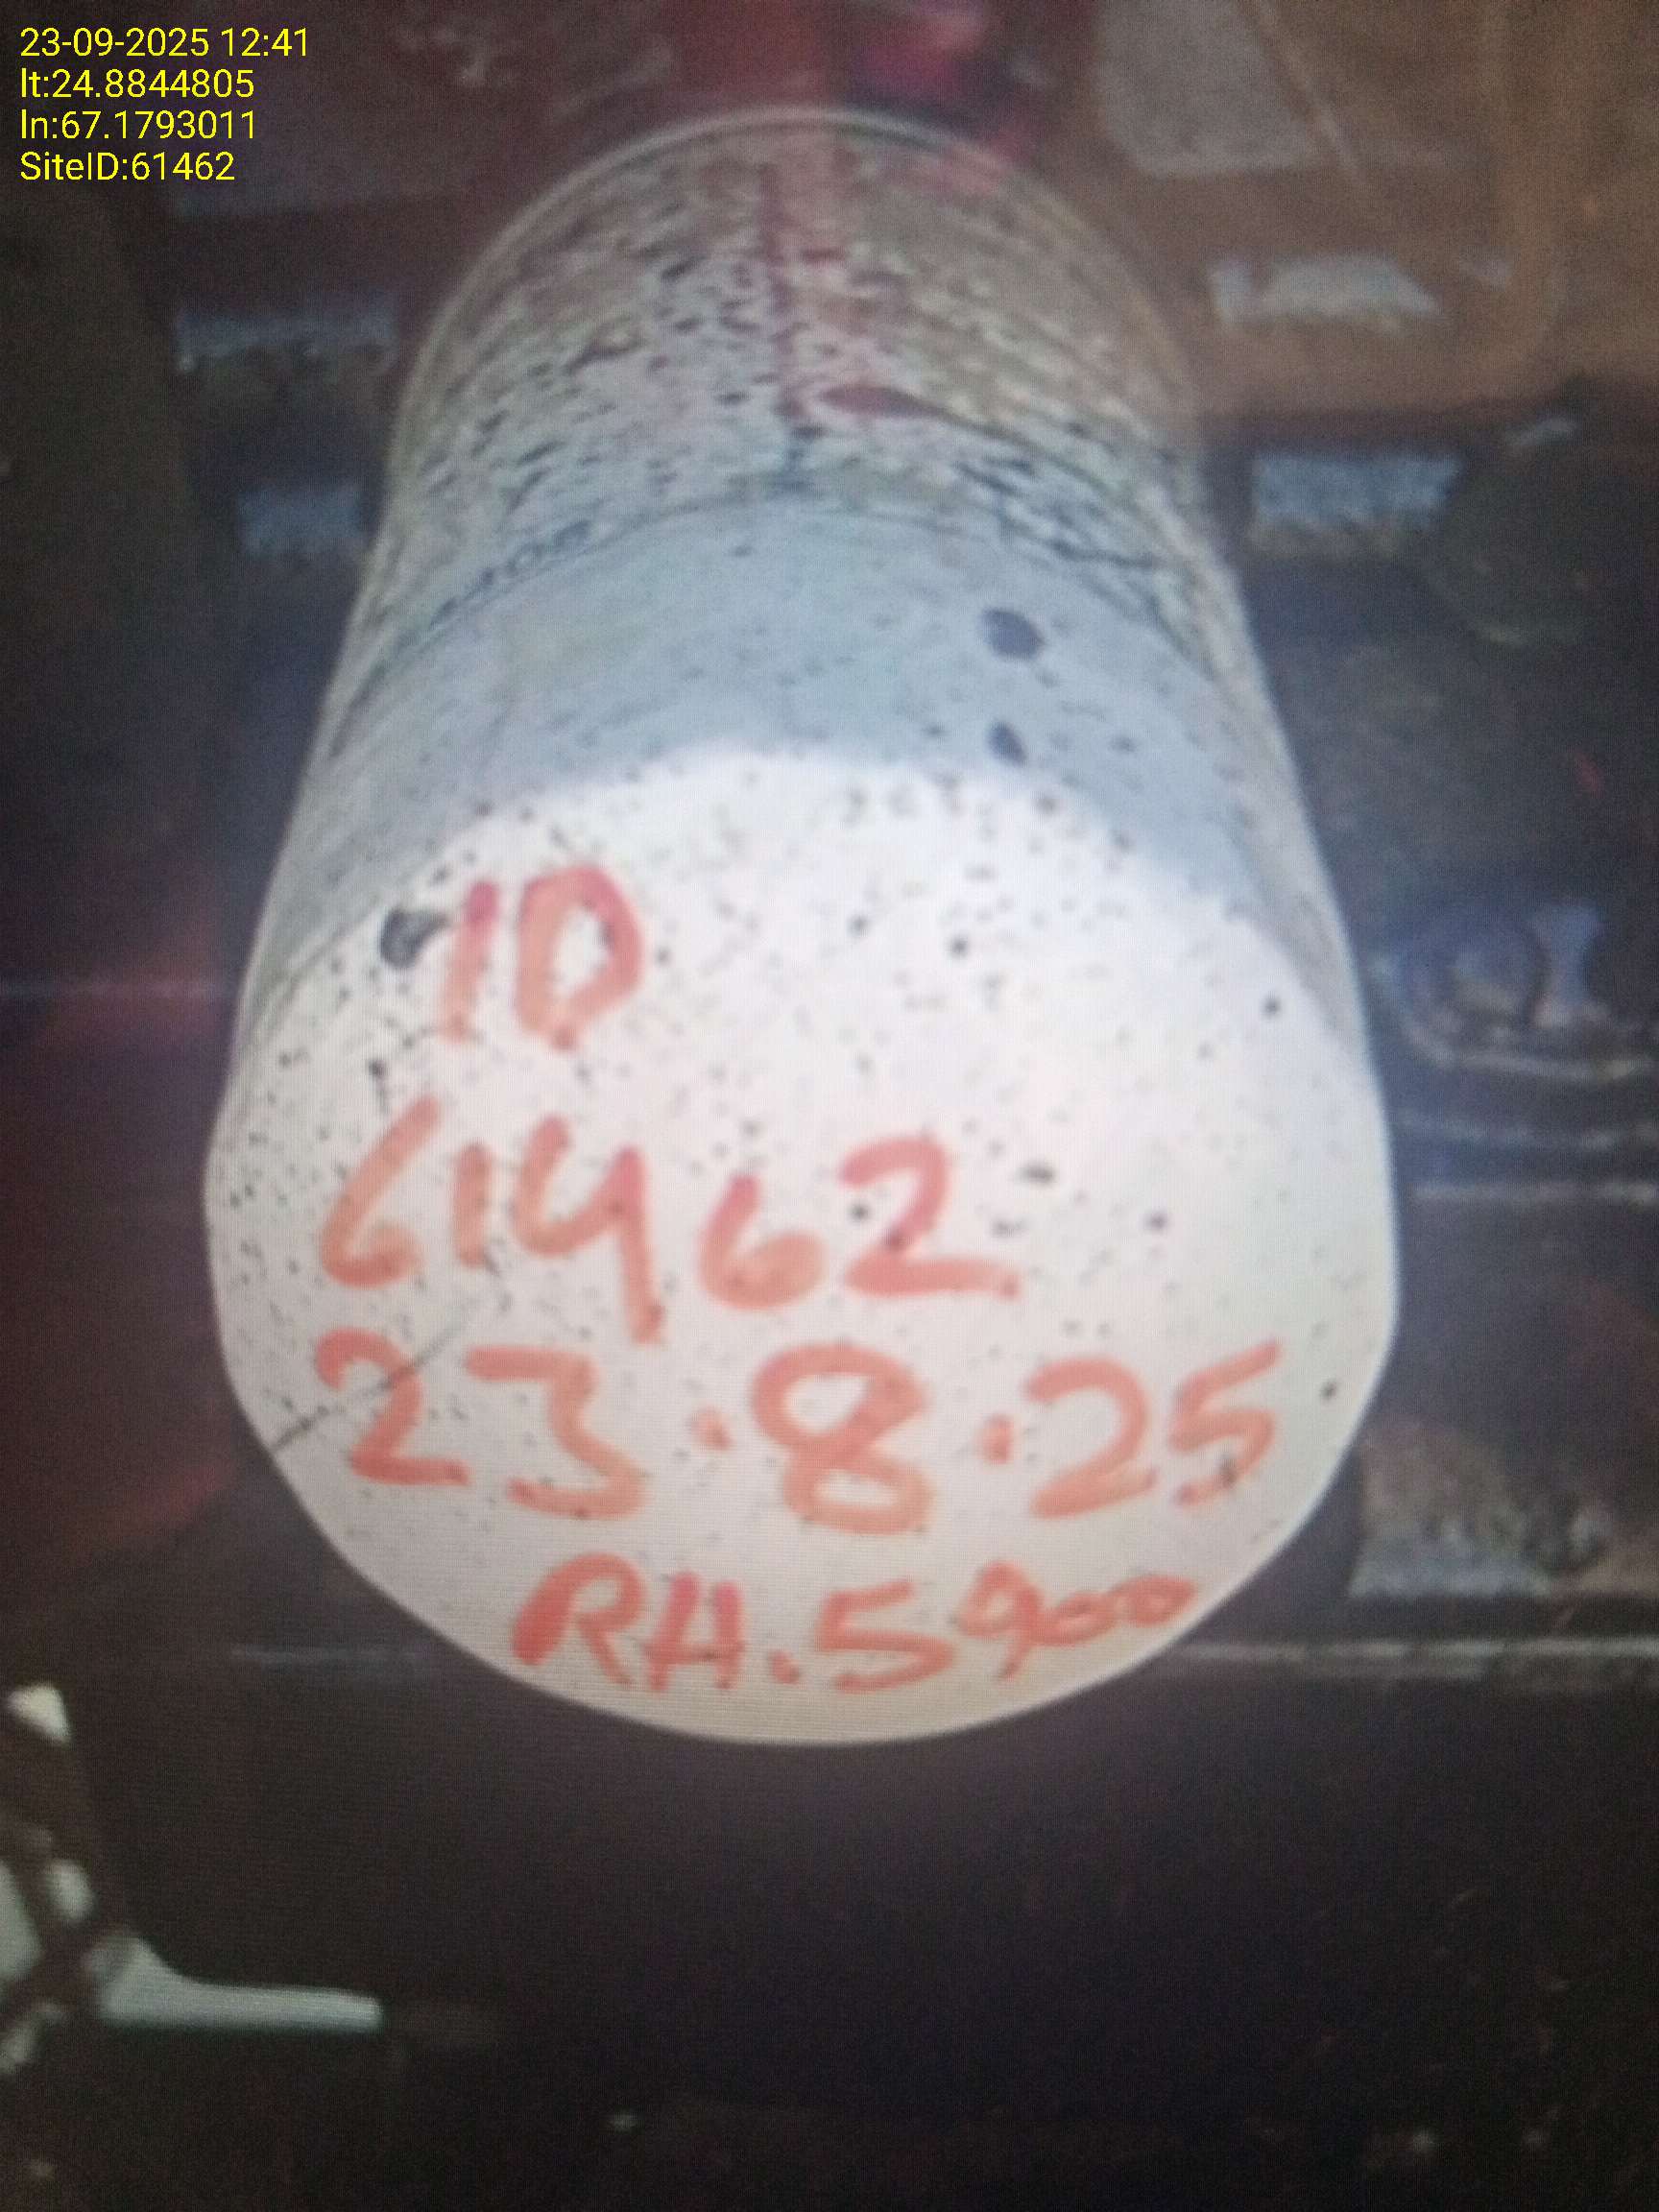 23-09-2025 12:41
lt:24.8844805
ln:67.1793011
SiteID:61462
ID
61462
23.8.25
RH.5900